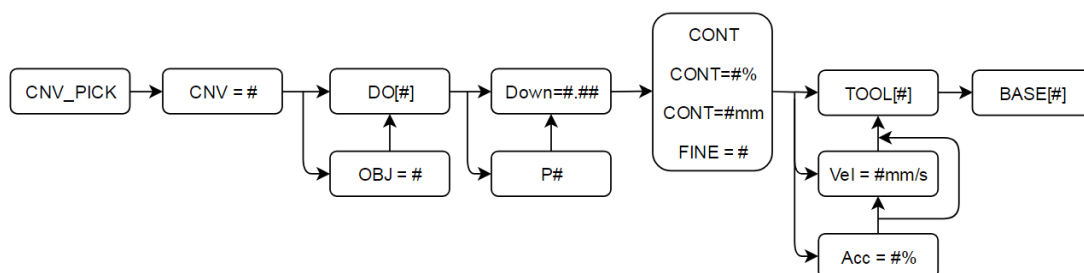 CNV_PICK
CNV = #
DO[#]
OBJ = #
Down=#.##
P#
CONT
CONT=#%
CONT=#mm
FINE = #
TOOL[#]
Vel = #mm/s
Acc = #%
BASE[#]